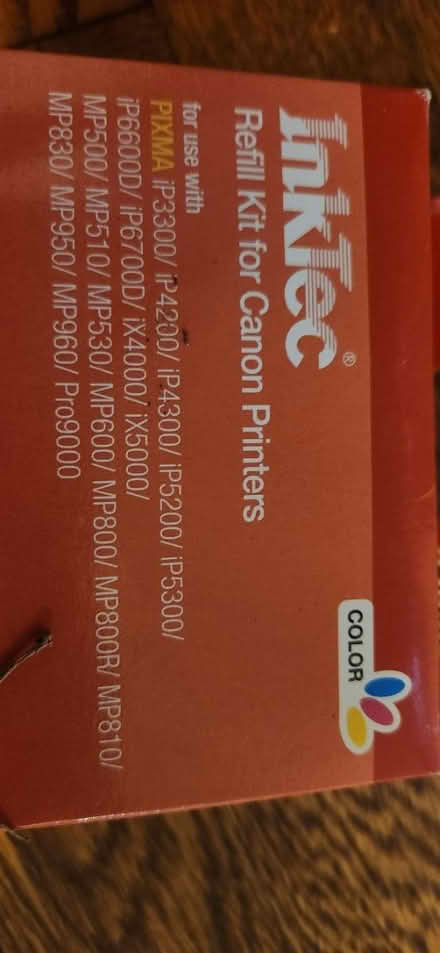 InkTec®
Refill Kit for Canon Printers
COLOR
for use with
PIXMA iP3300/ iP4200/ iP4300/ iP5200/ iP5300/
iP6600D/ iP6700D/ iX4000/ iX5000/
MP500/ MP510/ MP530/ MP600/ MP800/ MP800R/ MP810/
MP830/ MP950/ MP960/ Pro9000